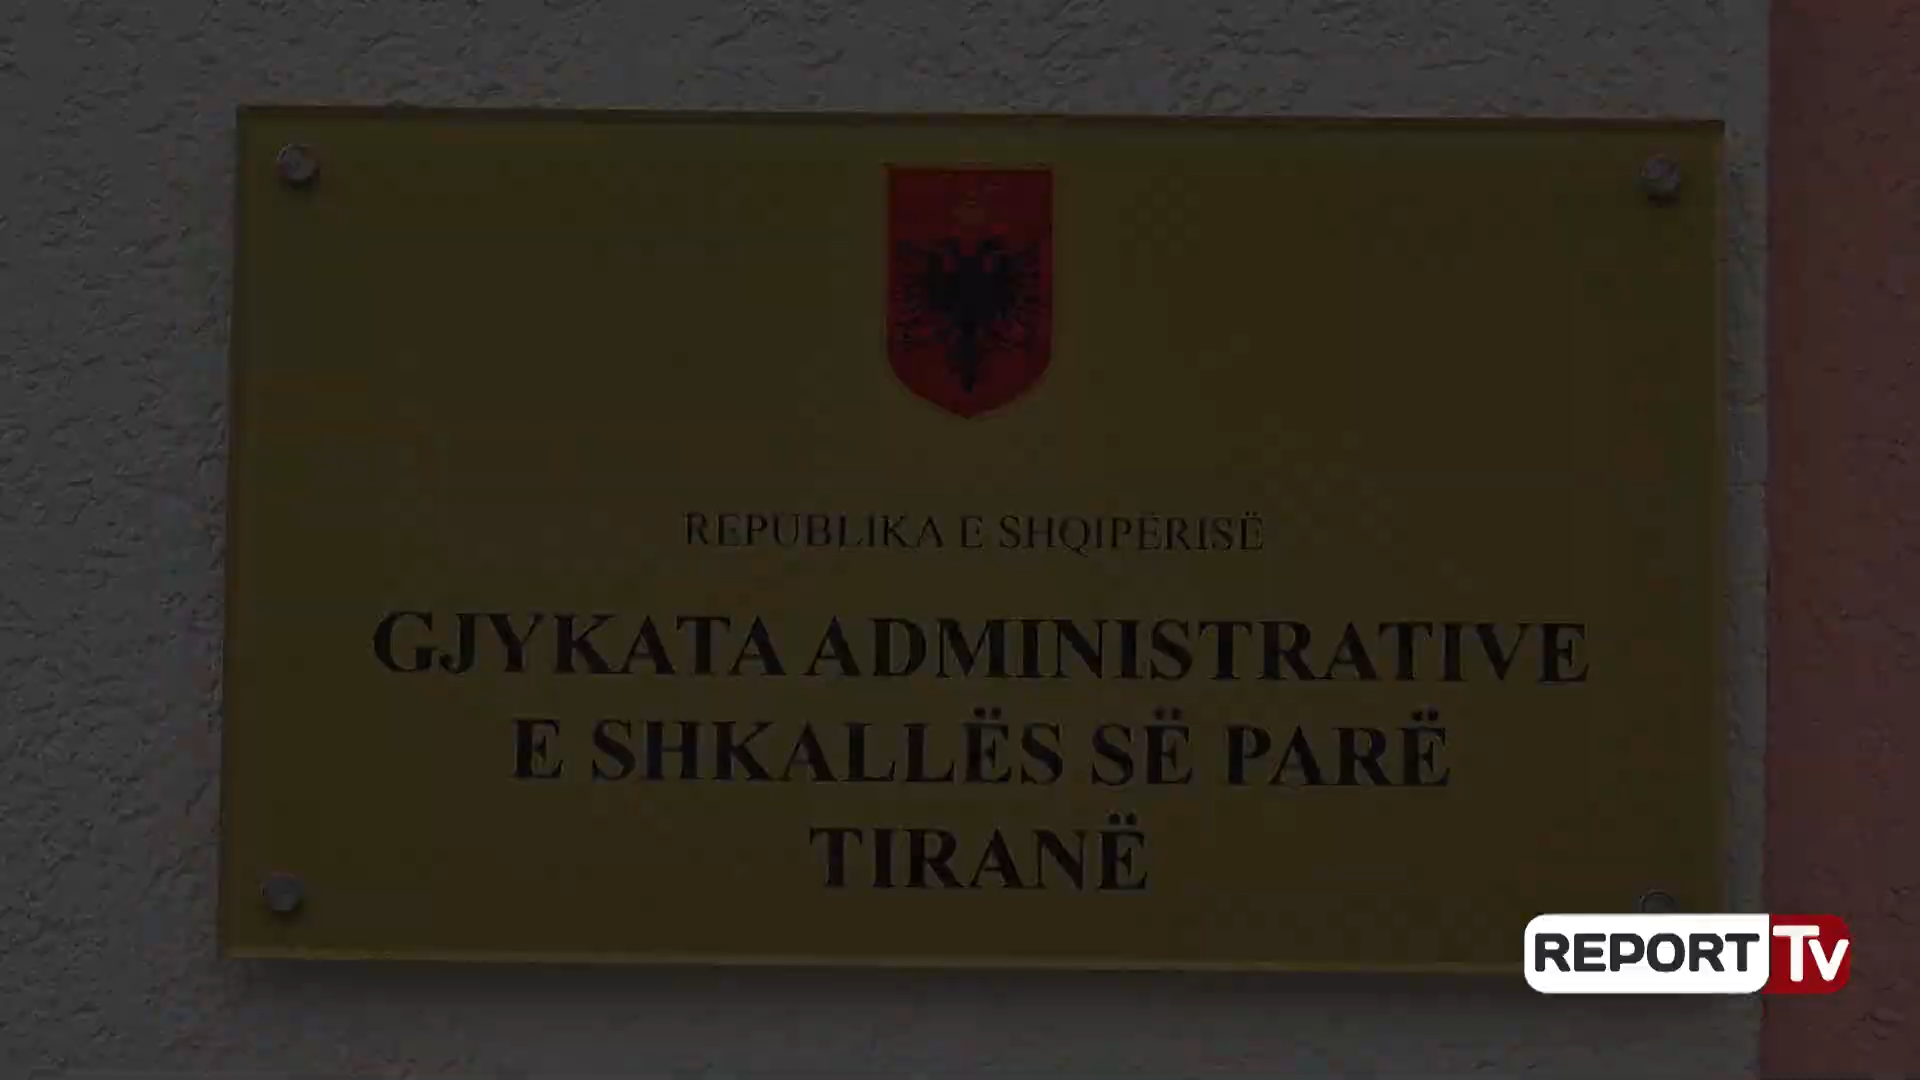 REPUBLIKA E SHQIPËRISË
GJYKATA ADMINISTRATIVE
E SHKALLËS SË PARË
TIRANË
REPORT TV